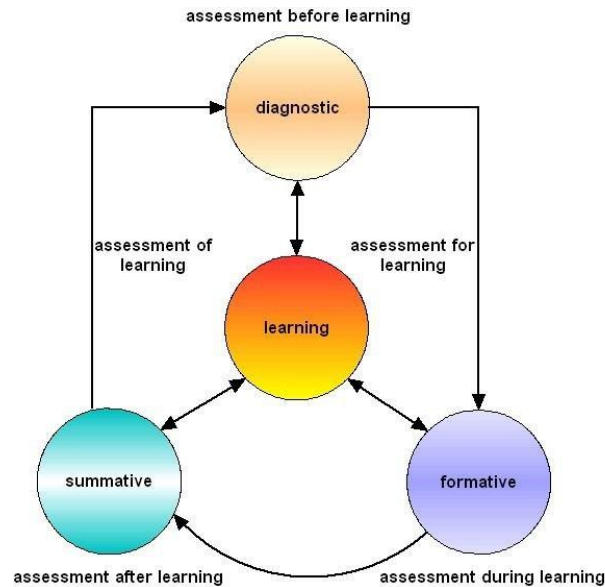 assessment before learning
diagnostic
assessment of
learning
assessment for
learning
learning
summative
formative
assessment after learning
assessment during learning